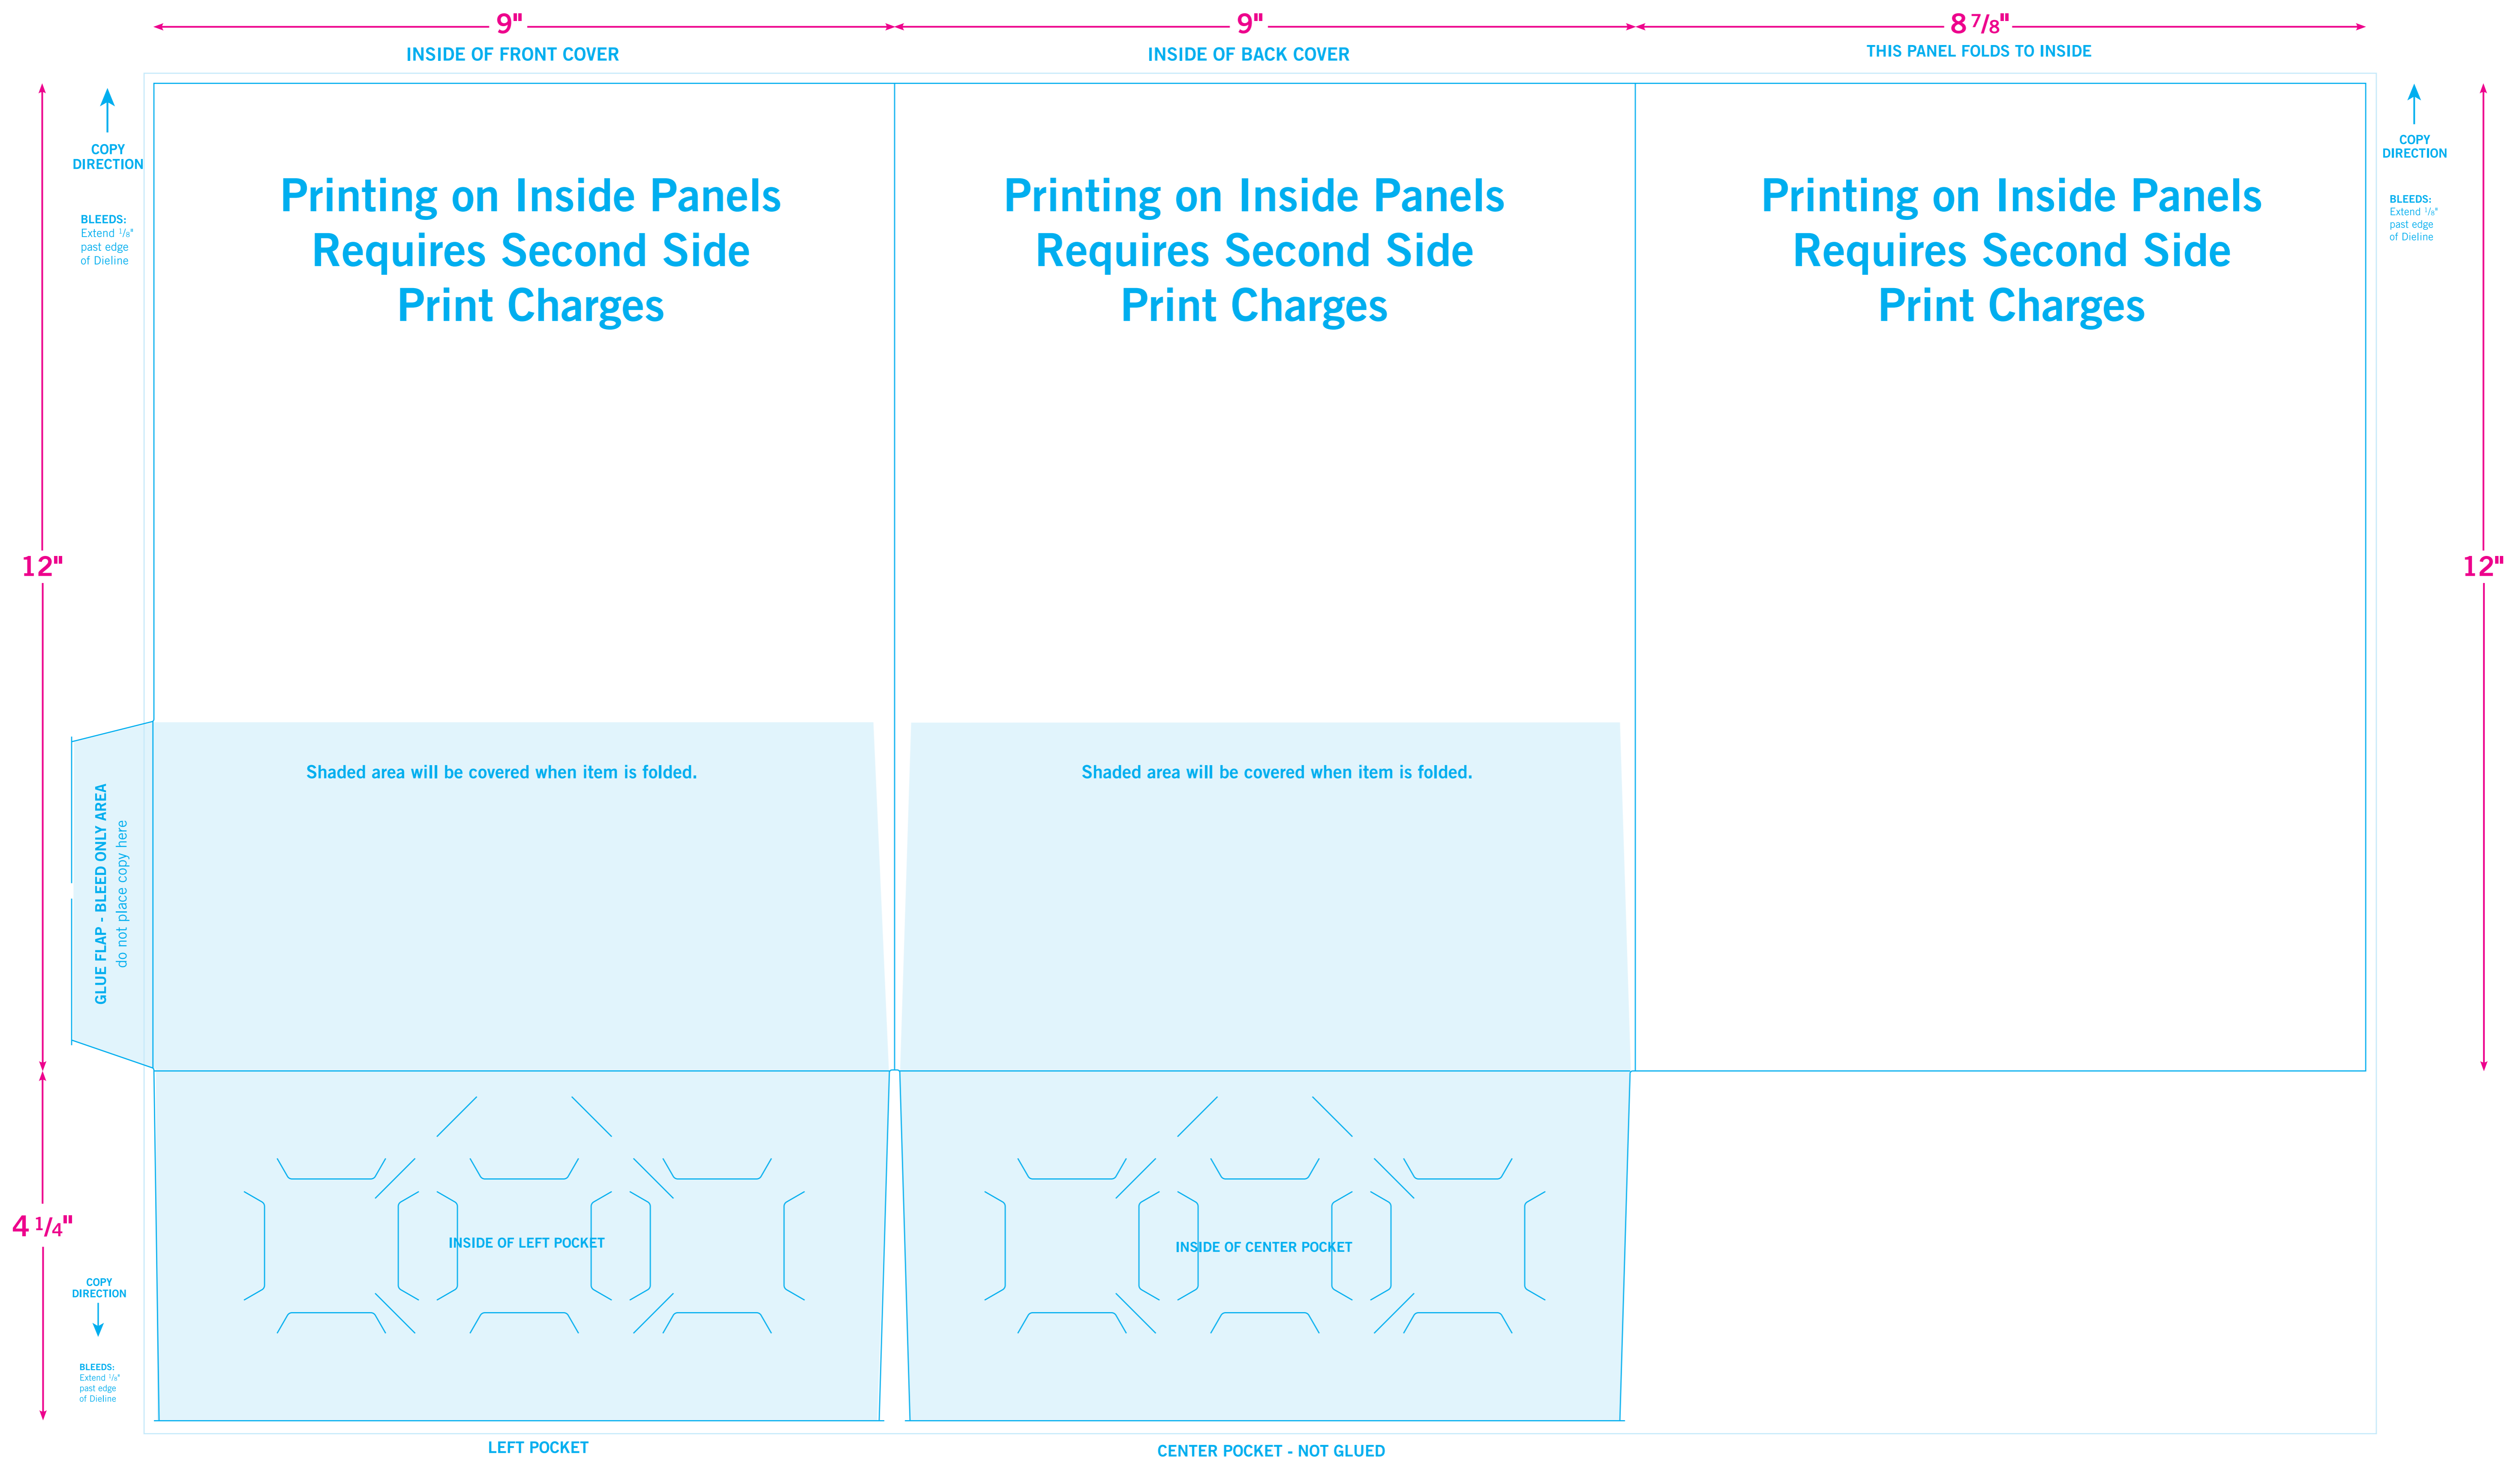 9"
9"
8 7/8"
INSIDE OF FRONT COVER
INSIDE OF BACK COVER
THIS PANEL FOLDS TO INSIDE
COPY
DIRECTION
COPY
DIRECTION
BLEEDS:
Extend 1/8"
past edge
of Dieline
BLEEDS:
Extend 1/8"
past edge
of Dieline
Printing on Inside Panels
Requires Second Side
Print Charges
Printing on Inside Panels
Requires Second Side
Print Charges
Printing on Inside Panels
Requires Second Side
Print Charges
12"
12"
Shaded area will be covered when item is folded.
Shaded area will be covered when item is folded.
GLUE FLAP - BLEED ONLY AREA
do not place copy here
4 1/4"
INSIDE OF LEFT POCKET
INSIDE OF CENTER POCKET
COPY
DIRECTION
BLEEDS:
Extend 1/8"
past edge
of Dieline
LEFT POCKET
CENTER POCKET - NOT GLUED